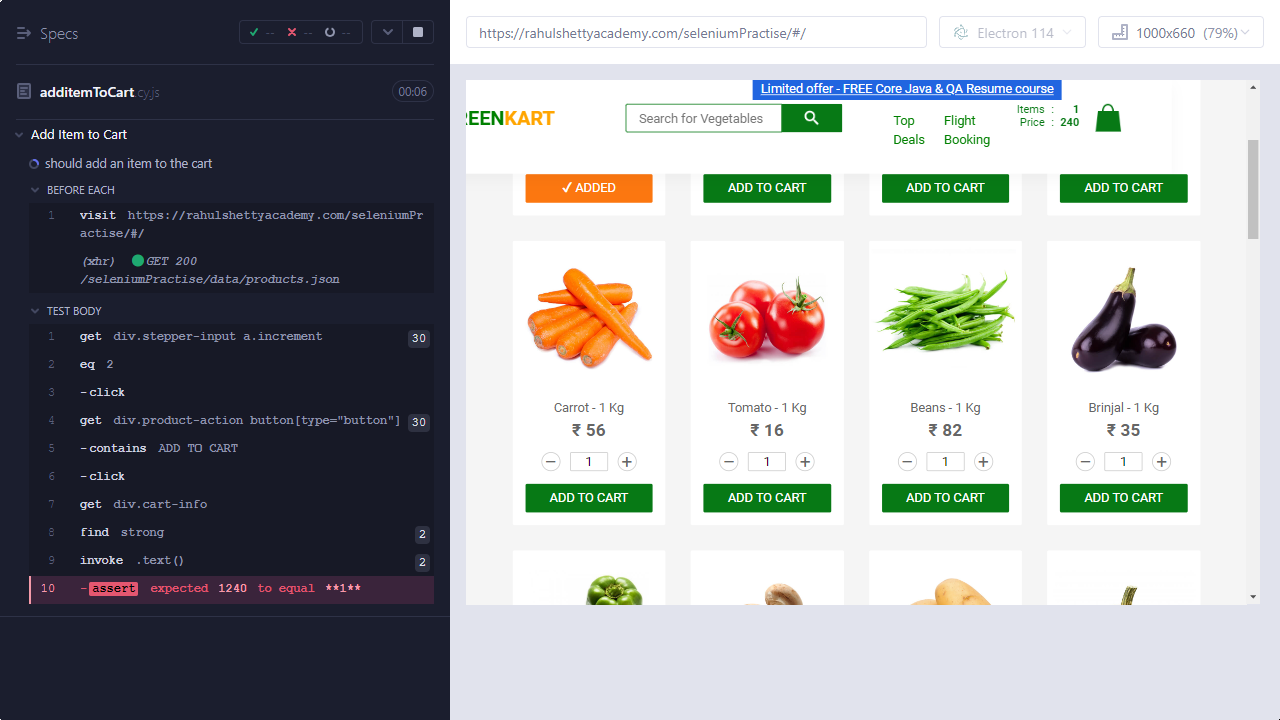 Specs
--
--
--
additemToCart.cy.js
00:06
Add Item to Cart
should add an item to the cart
BEFORE EACH
1 visit https://rahulshettyacademy.com/seleniumPr
actise/#/
(xhr) GET 200
/seleniumPractise/data/products.json
TEST BODY
1 get div.stepper-input a.increment 30
2 eq 2
3 -click
4 get div.product-action button[type="button"] 30
5 -contains ADD TO CART
6 -click
7 get div.cart-info
8 find strong 2
9 invoke .text() 2
10 -assert expected 1240 to equal **1**
https://rahulshettyacademy.com/seleniumPractise/#/
Electron 114
1000x660 (79%)
Limited offer - FREE Core Java & QA Resume course
REENKART
Search for Vegetables
Top
Deals
Flight
Booking
Items : 1
Price : 240
✓ ADDED
ADD TO CART
ADD TO CART
ADD TO CART
Carrot - 1 Kg
₹ 56
− 1 +
ADD TO CART
Tomato - 1 Kg
₹ 16
− 1 +
ADD TO CART
Beans - 1 Kg
₹ 82
− 1 +
ADD TO CART
Brinjal - 1 Kg
₹ 35
− 1 +
ADD TO CART